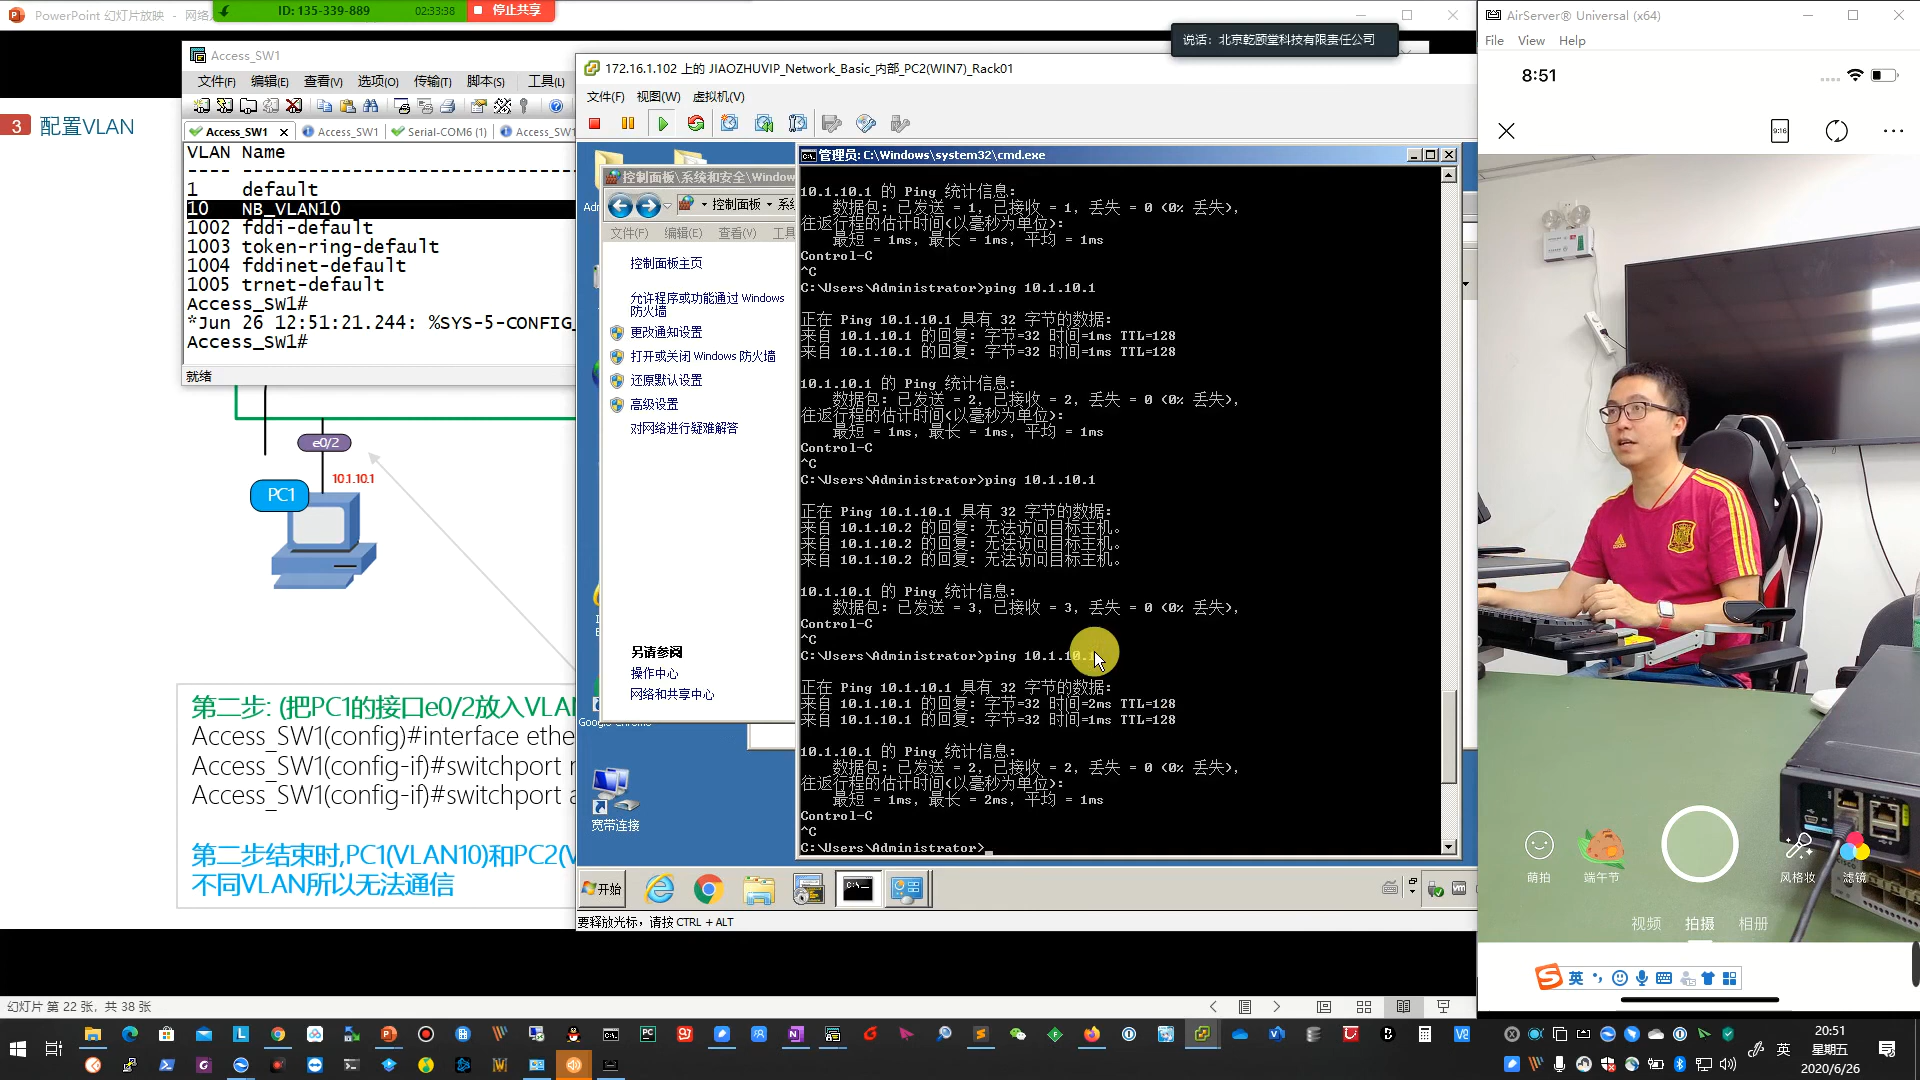 PowerPoint 幻灯片放映 - 网络
ID: 135-339-889
02:33:38
停止共享
说话: 北京乾颐堂科技有限责任公司
AirServer® Universal (x64)
File View Help
8:51
9:16
3 配置VLAN
Access_SW1
文件(F) 编辑(E) 查看(V) 选项(O) 传输(T) 脚本(S) 工具(L)
Access_SW1
Access_SW1
Serial-COM6 (1)
Access_SW1
VLAN Name
---- --------------------------------
1 default
10 NB_VLAN10
1002 fddi-default
1003 token-ring-default
1004 fddinet-default
1005 trnet-default
Access_SW1#
*Jun 26 12:51:21.244: %SYS-5-CONFIG_
Access_SW1#
就绪
e0/2
10.1.10.1
PC1
第二步: (把PC1的接口e0/2放入VLAN
Access_SW1(config)#interface ethe
Access_SW1(config-if)#switchport
Access_SW1(config-if)#switchport a
第二步结束时,PC1(VLAN10)和PC2(V
不同VLAN所以无法通信
172.16.1.102 上的 JIAOZHUVIP_Network_Basic_内部_PC2(WIN7)_Rack01
文件(F) 视图(W) 虚拟机(V)
控制面板\系统和安全\Window
控制面板
文件(F) 编辑(E) 查看(V)
控制面板主页
允许程序或功能通过 Windows
防火墙
更改通知设置
打开或关闭 Windows 防火墙
还原默认设置
高级设置
对网络进行疑难解答
另请参阅
操作中心
网络和共享中心
宽带连接
管理员: C:\Windows\system32\cmd.exe
10.1.10.1 的 Ping 统计信息:
数据包: 已发送 = 1, 已接收 = 1, 丢失 = 0 (0% 丢失),
往返行程的估计时间(以毫秒为单位):
最短 = 1ms, 最长 = 1ms, 平均 = 1ms
Control-C
^C
C:\Users\Administrator>ping 10.1.10.1
正在 Ping 10.1.10.1 具有 32 字节的数据:
来自 10.1.10.1 的回复: 字节=32 时间=1ms TTL=128
来自 10.1.10.1 的回复: 字节=32 时间=1ms TTL=128
10.1.10.1 的 Ping 统计信息:
数据包: 已发送 = 2, 已接收 = 2, 丢失 = 0 (0% 丢失),
往返行程的估计时间(以毫秒为单位):
最短 = 1ms, 最长 = 1ms, 平均 = 1ms
Control-C
^C
C:\Users\Administrator>ping 10.1.10.1
正在 Ping 10.1.10.1 具有 32 字节的数据:
来自 10.1.10.2 的回复: 无法访问目标主机。
来自 10.1.10.2 的回复: 无法访问目标主机。
来自 10.1.10.2 的回复: 无法访问目标主机。
10.1.10.1 的 Ping 统计信息:
数据包: 已发送 = 3, 已接收 = 3, 丢失 = 0 (0% 丢失),
Control-C
^C
C:\Users\Administrator>ping 10.1.10.
正在 Ping 10.1.10.1 具有 32 字节的数据:
来自 10.1.10.1 的回复: 字节=32 时间=2ms TTL=128
来自 10.1.10.1 的回复: 字节=32 时间=1ms TTL=128
10.1.10.1 的 Ping 统计信息:
数据包: 已发送 = 2, 已接收 = 2, 丢失 = 0 (0% 丢失),
往返行程的估计时间(以毫秒为单位):
最短 = 1ms, 最长 = 2ms, 平均 = 1ms
Control-C
^C
C:\Users\Administrator>
开始
要释放光标，请按 CTRL + ALT
萌拍
端午节
风格妆
滤镜
视频 拍摄 相册
英
幻灯片 第 22 张，共 38 张
英
20:51
星期五
2020/6/26